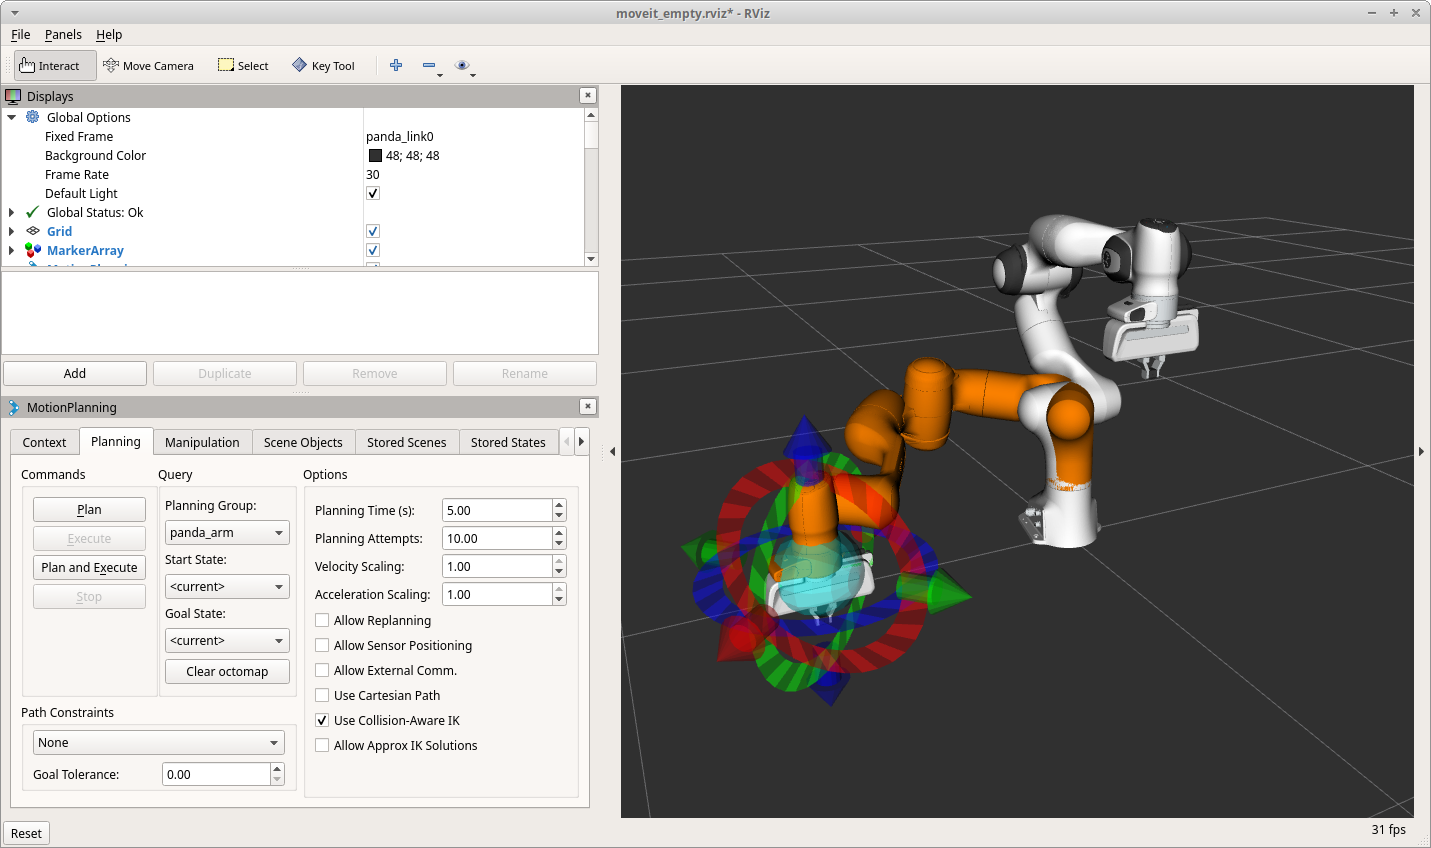 moveit_empty.rviz* - RViz
File Panels Help
Interact Move Camera Select Key Tool
Displays
Global Options
Fixed Frame panda_link0
Background Color 48; 48; 48
Frame Rate 30
Default Light
Global Status: Ok
Grid
MarkerArray
Add Duplicate Remove Rename
MotionPlanning
Context Planning Manipulation Scene Objects Stored Scenes Stored States
Commands Query Options
Plan
Execute
Plan and Execute
Stop
Planning Group:
panda_arm
Start State:
<current>
Goal State:
<current>
Clear octomap
Planning Time (s): 5.00
Planning Attempts: 10.00
Velocity Scaling: 1.00
Acceleration Scaling: 1.00
Allow Replanning
Allow Sensor Positioning
Allow External Comm.
Use Cartesian Path
Use Collision-Aware IK
Allow Approx IK Solutions
Path Constraints
None
Goal Tolerance: 0.00
Reset
31 fps